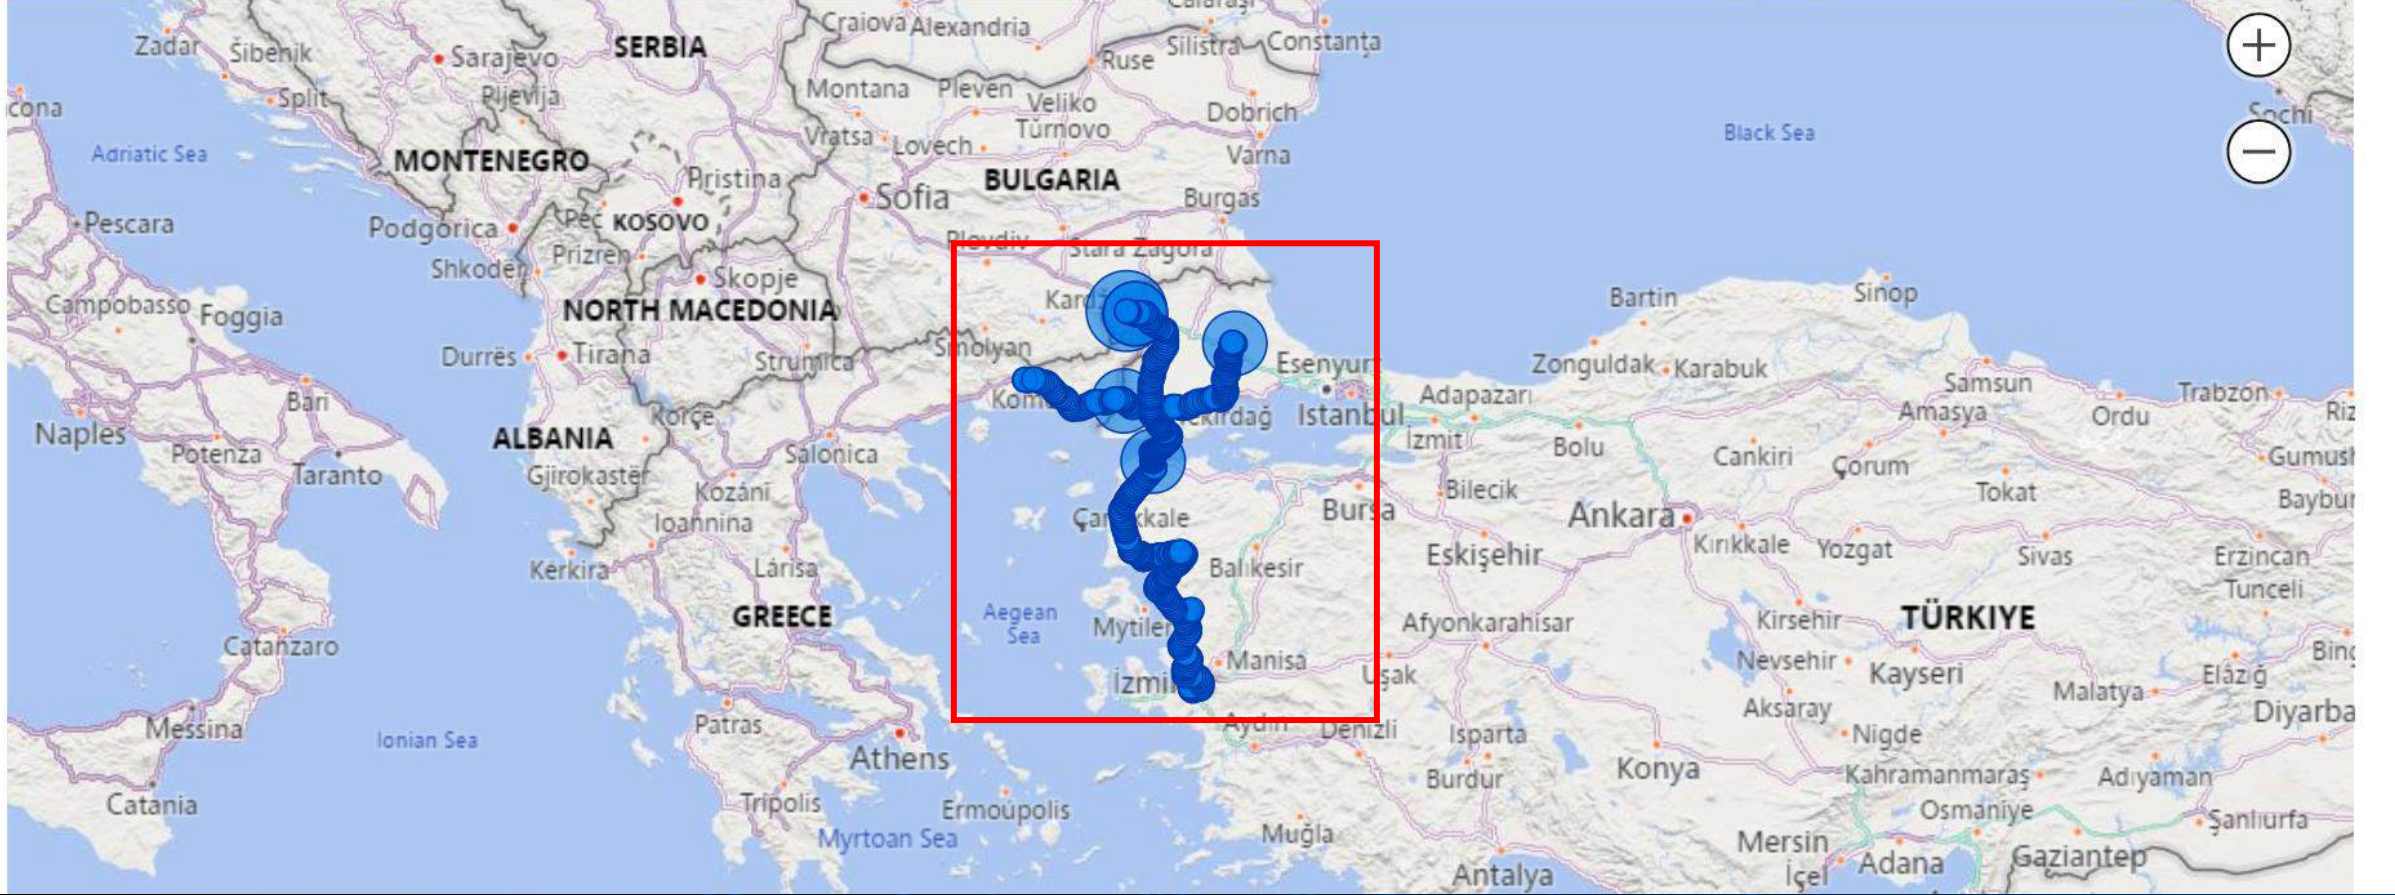 Craiova
Alexandria
Zadar
Šibenik
Sarajevo
SERBIA
Ruse
Silistra
Constanţa
+
Split
Pljevlja
Montana
Pleven
Veliko
Tŭrnovo
Dobrich
Sochi
Adriatic Sea
MONTENEGRO
Vratsa
Lovech
Varna
Black Sea
−
Pristina
BULGARIA
Sofia
Burgas
Pescara
Podgorica
Peć
KOSOVO
Prizren
Plovdiv
Stara Zagora
Shkodër
Skopje
Campobasso
Foggia
NORTH MACEDONIA
Bartin
Sinop
Durrës
Tirana
Strumica
Smolyan
Esenyurt
Zonguldak
Karabuk
Samsun
Trabzon
Bari
Naples
Korçe
Istanbul
Adapazarı
Amasya
Ordu
Potenza
Taranto
ALBANIA
Gjirokastër
Salonica
İzmit
Bolu
Cankiri
Çorum
Tokat
Kozáni
Ioannina
Bursa
Bilecik
Ankara
Kırıkkale
Yozgat
Sivas
Erzincan
Tunceli
Kérkira
Lárisa
Eskişehir
Balıkesir
GREECE
Aegean
Sea
Afyonkarahisar
Kirsehir
TÜRKIYE
Catanzaro
Manisa
Uşak
Nevsehir
Kayseri
Malatya
Elâzığ
Messina
Ionian Sea
Patras
Athens
Aydın
Denizli
Isparta
Aksaray
Nigde
Konya
Burdur
Kahramanmaraş
Adıyaman
Catania
Tripolis
Ermoúpolis
Myrtoan Sea
Muğla
Antalya
Mersin
İçel
Adana
Osmaniye
Gaziantep
Şanlıurfa